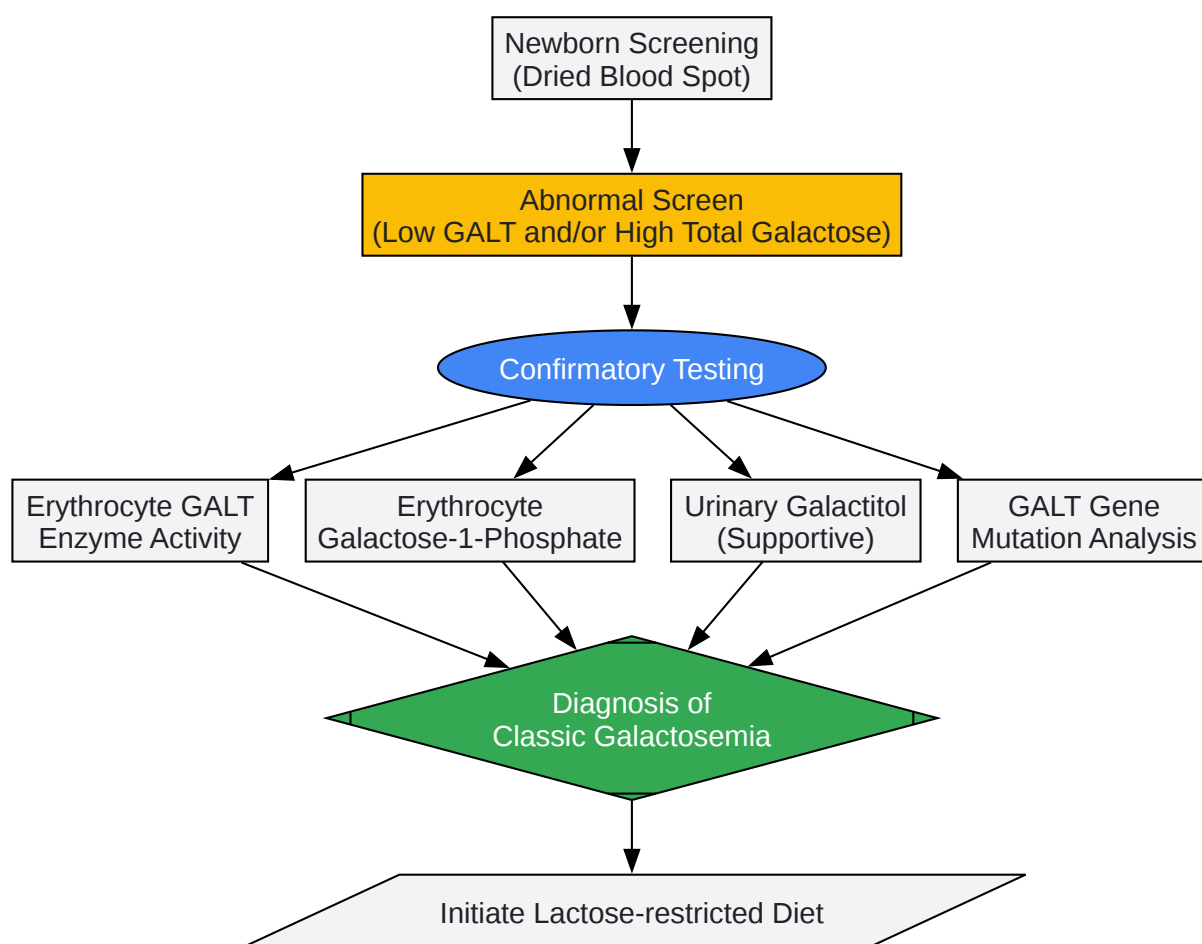 Newborn Screening
(Dried Blood Spot)
Abnormal Screen
(Low GALT and/or High Total Galactose)
Confirmatory Testing
Erythrocyte GALT
Enzyme Activity
Erythrocyte
Galactose-1-Phosphate
Urinary Galactitol
(Supportive)
GALT Gene
Mutation Analysis
Diagnosis of
Classic Galactosemia
Initiate Lactose-restricted Diet